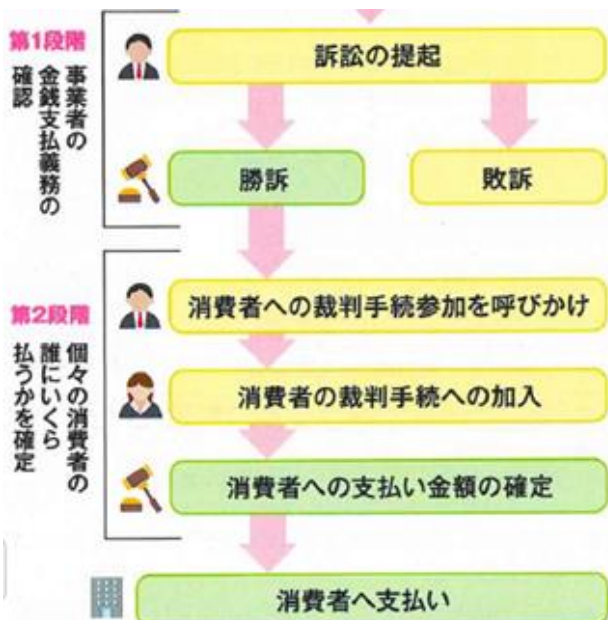 第1段階
事業者の
金銭支払義務の
確認
訴訟の提起
勝訴
敗訴
第2段階
個々の消費者の
誰にいくら
払うかを確定
消費者への裁判手続参加を呼びかけ
消費者の裁判手続への加入
消費者への支払い金額の確定
消費者へ支払い